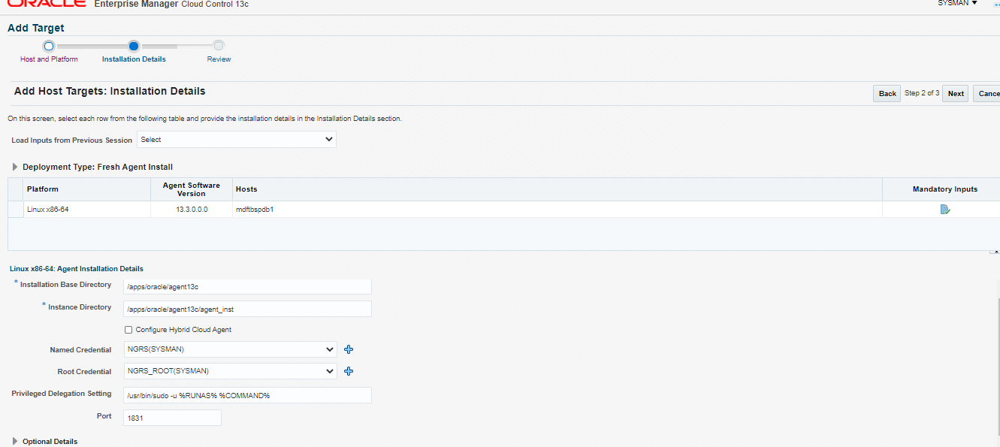 ORACLE Enterprise Manager Cloud Control 13c SYSMAN
Add Target
Host and Platform Installation Details Review
Add Host Targets: Installation Details Back Step 2 of 3 Next Cance
On this screen, select each row from the following table and provide the installation details in the Installation Details section.
Load Inputs from Previous Session Select
Deployment Type: Fresh Agent Install
Platform Agent Software Version Hosts Mandatory Inputs
Linux x86-64 13.3.0.0.0 mdftbspdb1
Linux x86-64: Agent Installation Details
* Installation Base Directory /apps/oracle/agent13c
* Instance Directory /apps/oracle/agent13c/agent_inst
Configure Hybrid Cloud Agent
Named Credential NGRS(SYSMAN)
Root Credential NGRS_ROOT(SYSMAN)
Privileged Delegation Setting /usr/bin/sudo -u %RUNAS% %COMMAND%
Port 1831
Optional Details